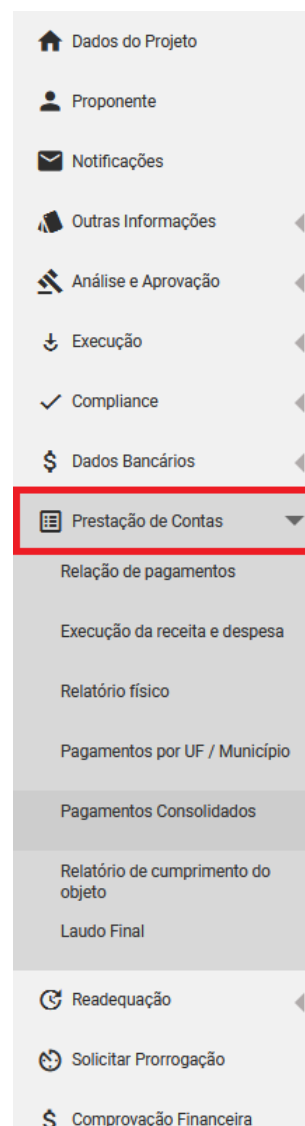 Dados do Projeto
Proponente
Notificações
Outras Informações
Análise e Aprovação
Execução
Compliance
Dados Bancários
Prestação de Contas
Relação de pagamentos
Execução da receita e despesa
Relatório físico
Pagamentos por UF / Município
Pagamentos Consolidados
Relatório de cumprimento do
objeto
Laudo Final
Readequação
Solicitar Prorrogação
Comprovação Financeira